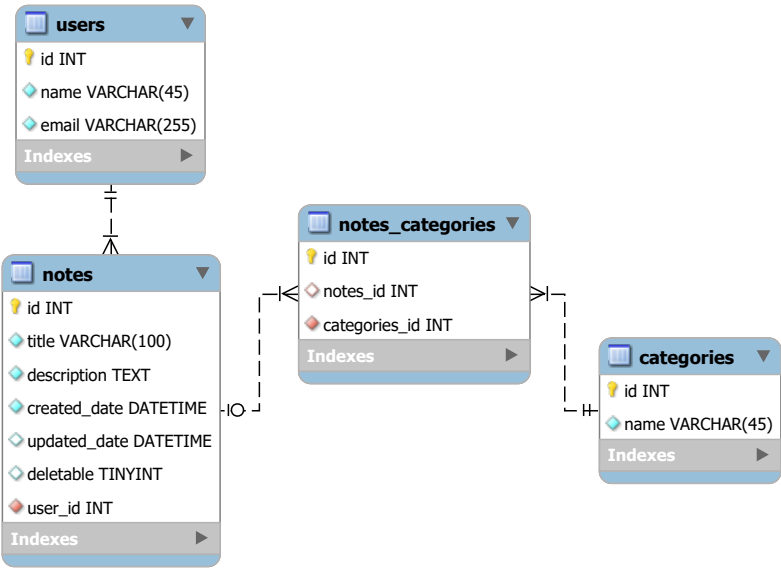 users
id INT
name VARCHAR(45)
email VARCHAR(255)
Indexes
notes
id INT
title VARCHAR(100)
description TEXT
created_date DATETIME
updated_date DATETIME
deletable TINYINT
user_id INT
Indexes
notes_categories
id INT
notes_id INT
categories_id INT
Indexes
categories
id INT
name VARCHAR(45)
Indexes